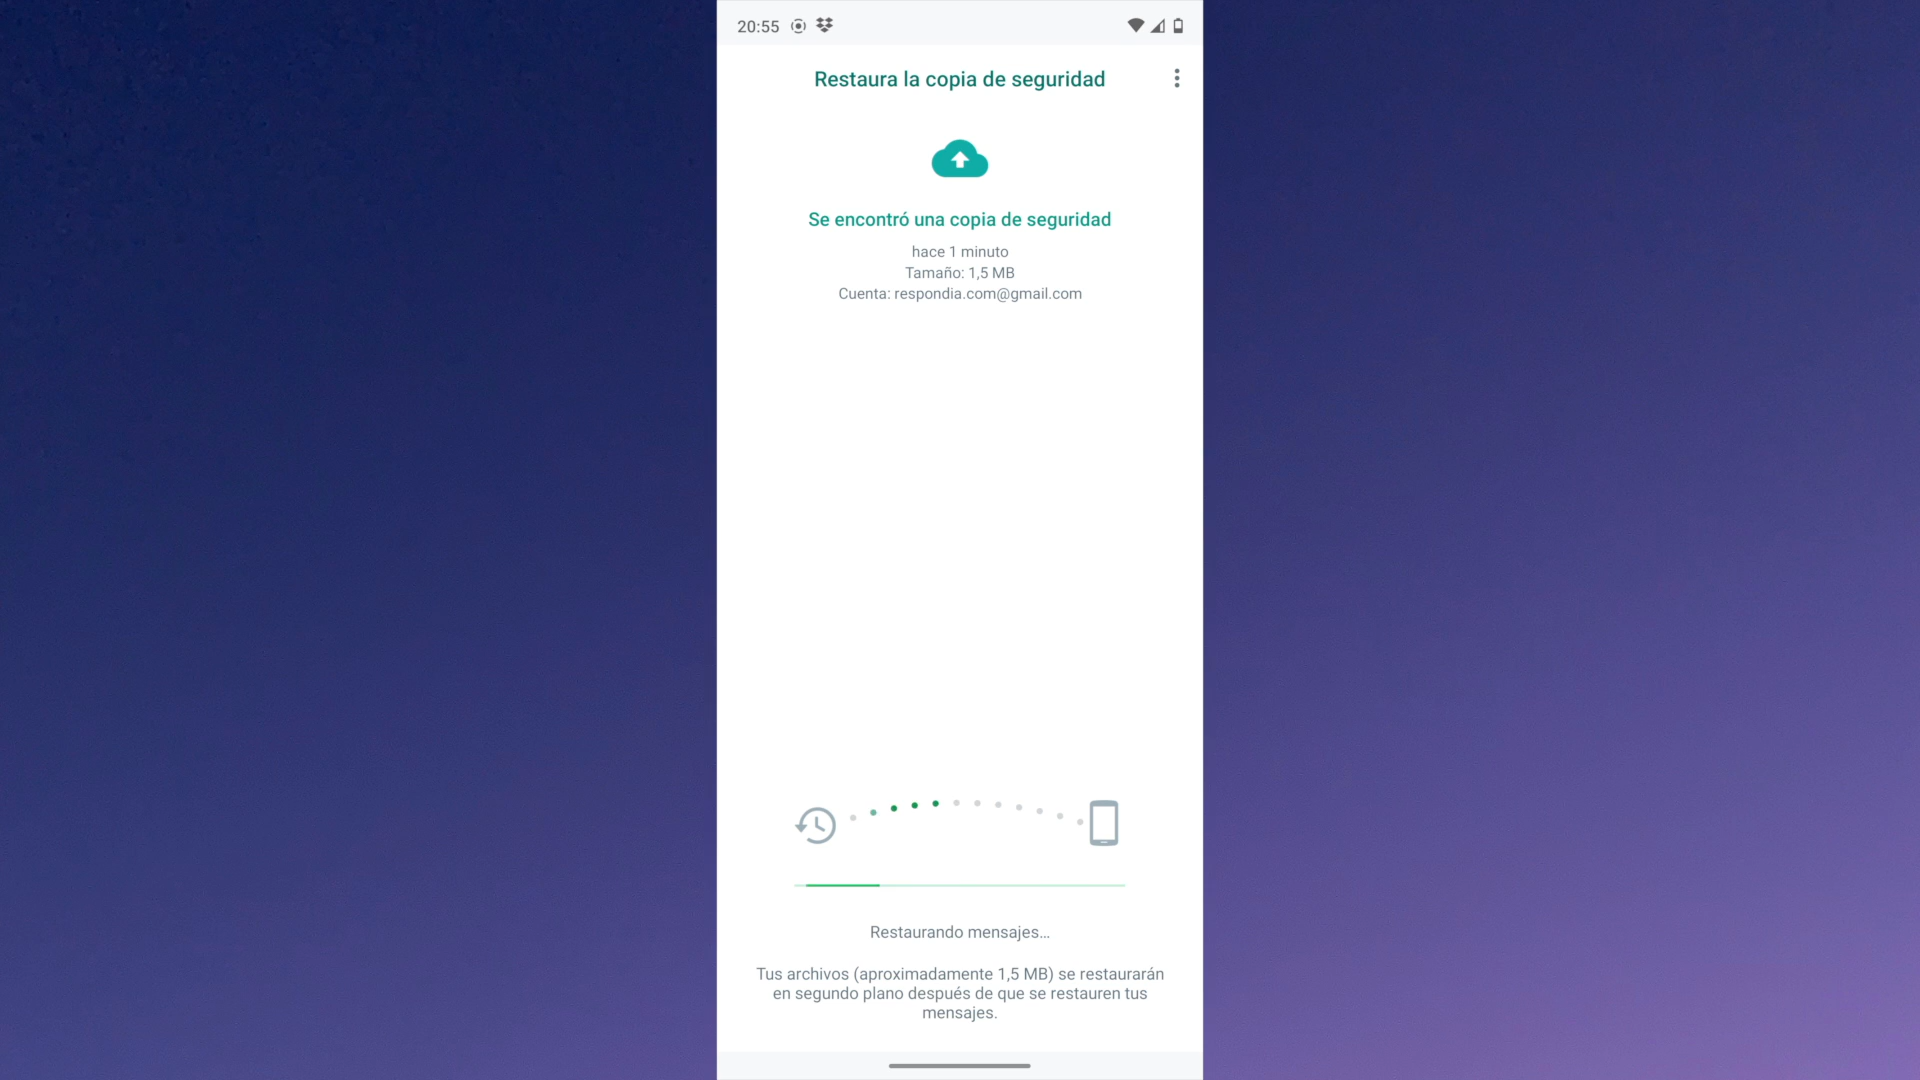 20:55
Restaura la copia de seguridad
Se encontró una copia de seguridad
hace 1 minuto
Tamaño: 1,5 MB
Cuenta: respondia.com@gmail.com
Restaurando mensajes…
Tus archivos (aproximadamente 1,5 MB) se restaurarán
en segundo plano después de que se restauren tus
mensajes.